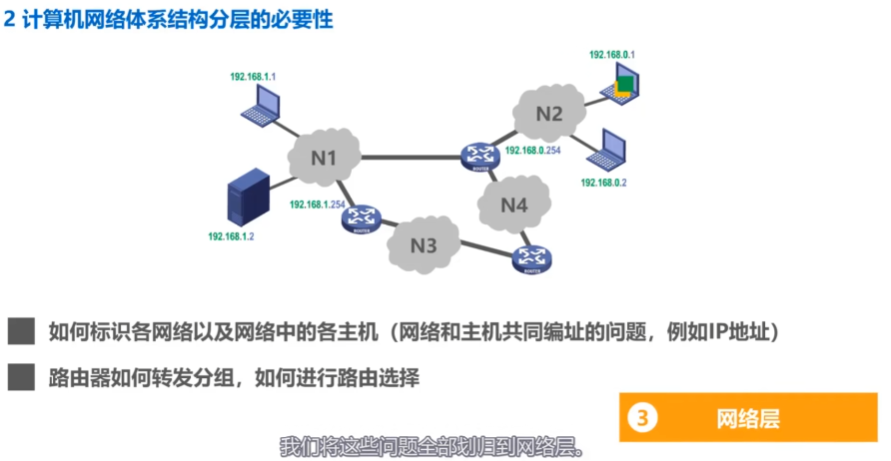 2 计算机网络体系结构分层的必要性
192.168.1.1
192.168.0.1
N2
N1
192.168.0.254
ROUTER
192.168.0.2
192.168.1.254
N4
ROUTER
192.168.1.2
N3
ROUTER
如何标识各网络以及网络中的各主机（网络和主机共同编址的问题，例如IP地址）
路由器如何转发分组，如何进行路由选择
3 网络层
我们将这些问题全部划归到网络层。